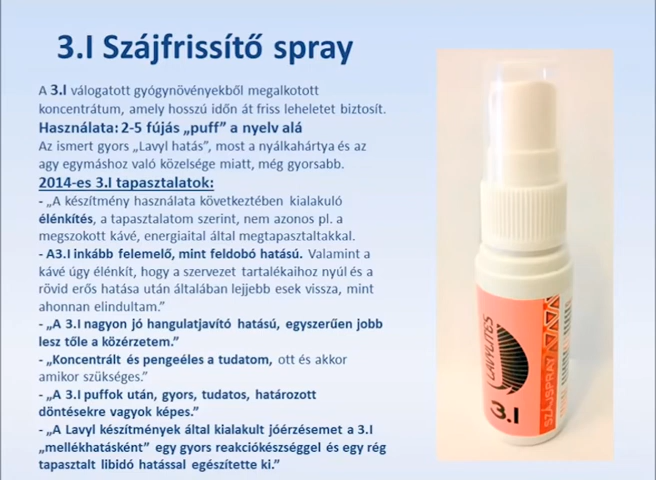 3.I Szájfrissítő spray
A 3.I válogatott gyógynövényekből megalkotott
koncentrátum, amely hosszú időn át friss leheletet biztosít.
Használata: 2-5 fújás „puff” a nyelv alá
Az ismert gyors „Lavyl hatás”, most a nyálkahártya és az
agy egymáshoz való közelsége miatt, még gyorsabb.
2014-es 3.I tapasztalatok:
- „A készítmény használata következtében kialakuló
élénkítés, a tapasztalatom szerint, nem azonos pl. a
megszokott kávé, energiaital által megtapasztaltakkal.
- A3.I inkább felemelő, mint feldobó hatású. Valamint a
kávé úgy élénkít, hogy a szervezet tartalékaihoz nyúl és a
rövid erős hatása után általában lejjebb esek vissza, mint
ahonnan elindultam.”
- „A 3.I nagyon jó hangulatjavító hatású, egyszerűen jobb
lesz tőle a közérzetem.”
- „Koncentrált és pengeéles a tudatom, ott és akkor
amikor szükséges.”
- „A 3.I puffok után, gyors, tudatos, határozott
döntésekre vagyok képes.”
- „A Lavyl készítmények által kialakult jóérzésemet a 3.I
„mellékhatásként” egy gyors reakciókészséggel és egy rég
tapasztalt libidó hatással egészítette ki.”
LAVYLITES
3.I
SZÁJSPRAY